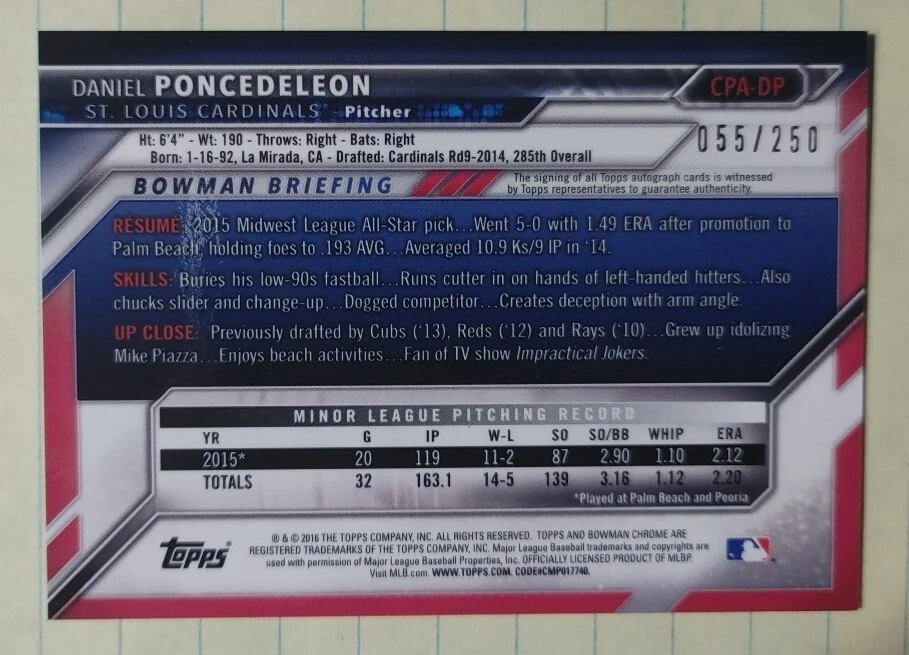 DANIEL PONCEDELEON
CPA-DP
ST. LOUIS CARDINALS - Pitcher
055/250
Ht: 6'4" - Wt: 190 - Throws: Right - Bats: Right
Born: 1-16-92, La Mirada, CA - Drafted: Cardinals Rd9-2014, 285th Overall
BOWMAN BRIEFING
The signing of all Topps autograph cards is witnessed
by Topps representatives to guarantee authenticity.
RÉSUMÉ: 2015 Midwest League All-Star pick...Went 5-0 with 1.49 ERA after promotion to
Palm Beach, holding foes to .193 AVG...Averaged 10.9 Ks/9 IP in '14.
SKILLS: Buries his low-90s fastball...Runs cutter in on hands of left-handed hitters...Also
chucks slider and change-up...Dogged competitor...Creates deception with arm angle.
UP CLOSE: Previously drafted by Cubs ('13), Reds ('12) and Rays ('10)...Grew up idolizing
Mike Piazza...Enjoys beach activities...Fan of TV show Impractical Jokers.
MINOR LEAGUE PITCHING RECORD
YR G IP W-L SO SO/BB WHIP ERA
2015* 20 119 11-2 87 2.90 1.10 2.12
TOTALS 32 163.1 14-5 139 3.16 1.12 2.20
*Played at Palm Beach and Peoria
Topps
® & © 2016 THE TOPPS COMPANY, INC. ALL RIGHTS RESERVED. TOPPS AND BOWMAN CHROME ARE
REGISTERED TRADEMARKS OF THE TOPPS COMPANY, INC. Major League Baseball trademarks and copyrights are
used with permission of Major League Baseball Properties, Inc. OFFICIALLY LICENSED PRODUCT OF MLBP.
Visit MLB.com. WWW.TOPPS.COM. CODE#CMP017740.